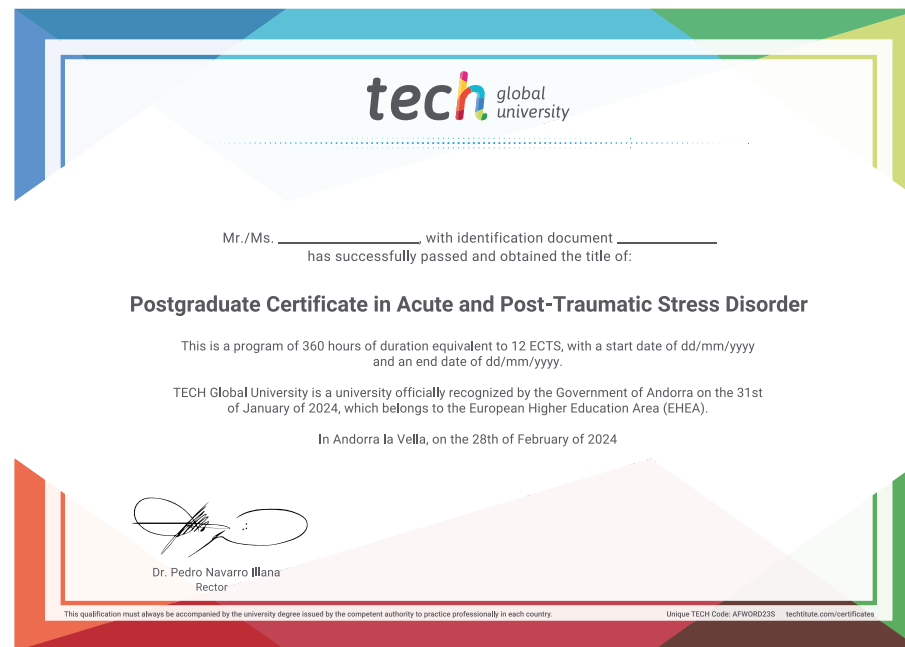 tech global
university
Mr./Ms. ____________, with identification document ____________
has successfully passed and obtained the title of:
Postgraduate Certificate in Acute and Post-Traumatic Stress Disorder
This is a program of 360 hours of duration equivalent to 12 ECTS, with a start date of dd/mm/yyyy
and an end date of dd/mm/yyyy.
TECH Global University is a university officially recognized by the Government of Andorra on the 31st
of January of 2024, which belongs to the European Higher Education Area (EHEA).
In Andorra la Vella, on the 28th of February of 2024
Dr. Pedro Navarro Illana
Rector
This qualification must always be accompanied by the university degree issued by the competent authority to practice professionally in each country.
Unique TECH Code: AFWORD23S techtitute.com/certificates